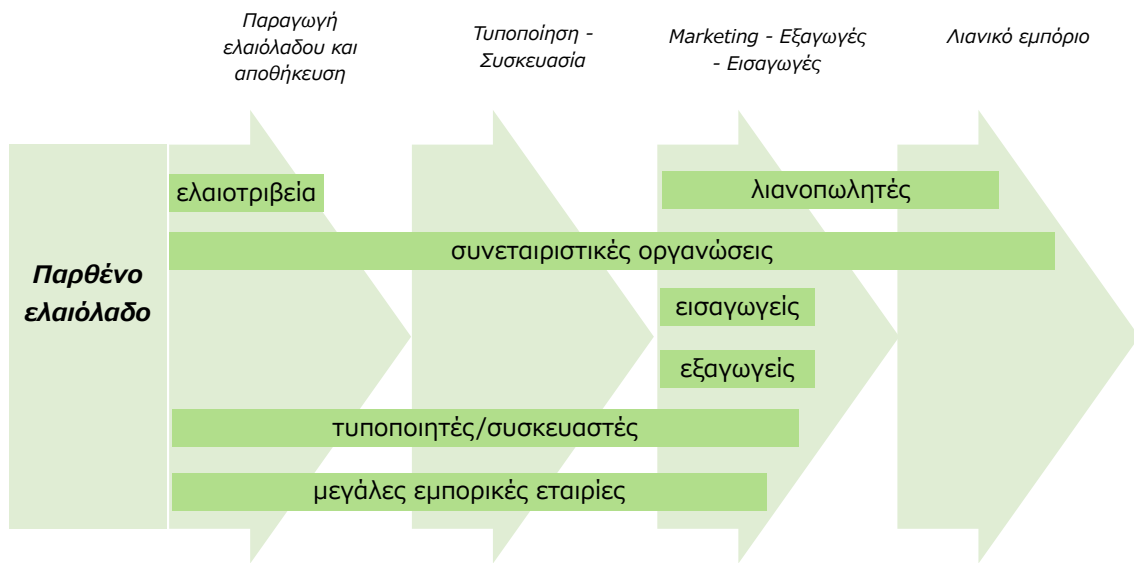 Παραγωγή
ελαιόλαδου και
αποθήκευση
Τυποποίηση -
Συσκευασία
Marketing - Εξαγωγές
- Εισαγωγές
Λιανικό εμπόριο
Παρθένο
ελαιόλαδο
ελαιοτριβεία
λιανοπωλητές
συνεταιριστικές οργανώσεις
εισαγωγείς
εξαγωγείς
τυποποιητές/συσκευαστές
μεγάλες εμπορικές εταιρίες